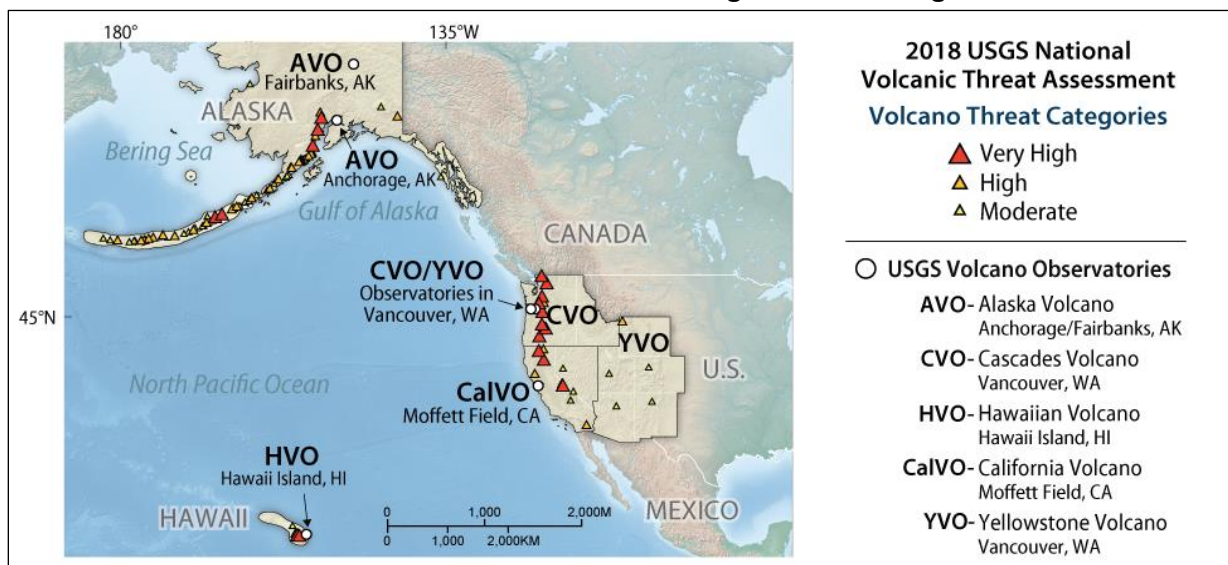 180°
135°W
AVO
Fairbanks, AK
ALASKA
Bering Sea
AVO
Anchorage, AK
Gulf of Alaska
CANADA
CVO/YVO
Observatories in
Vancouver, WA
CVO
YVO
45°N
U.S.
North Pacific Ocean
CalVO
Moffett Field, CA
HVO
Hawaii Island, HI
HAWAII
MEXICO
0 1,000 2,000M
0 1,000 2,000KM
2018 USGS National
Volcanic Threat Assessment
Volcano Threat Categories
Very High
High
Moderate
USGS Volcano Observatories
AVO- Alaska Volcano
Anchorage/Fairbanks, AK
CVO- Cascades Volcano
Vancouver, WA
HVO- Hawaiian Volcano
Hawaii Island, HI
CalVO- California Volcano
Moffett Field, CA
YVO- Yellowstone Volcano
Vancouver, WA